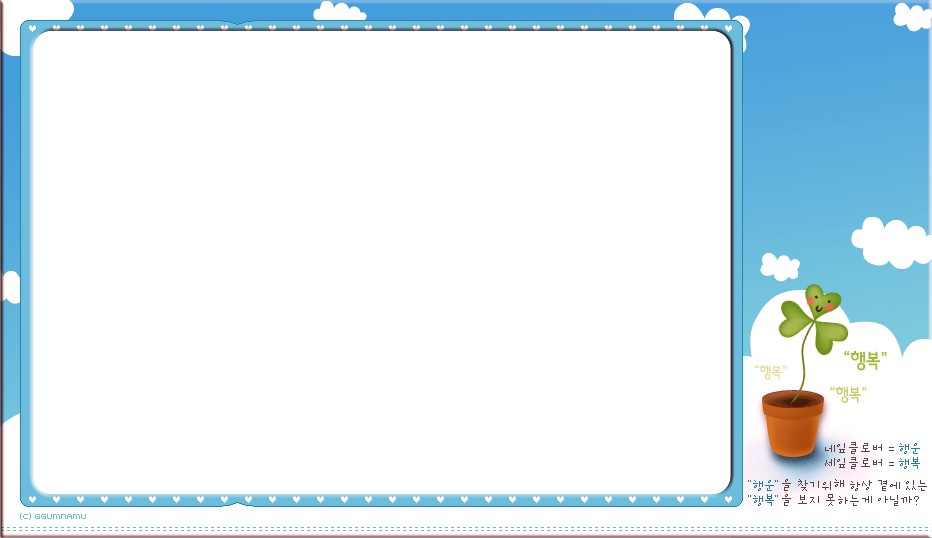 “행복”
“행복”
“행복”
네잎클로버 = 행운
세잎클로버 = 행복
"행운"을 찾기위해 항상 곁에 있는
"행복"을 보지 못하는게 아닐까?
(C) GGUMNAMU